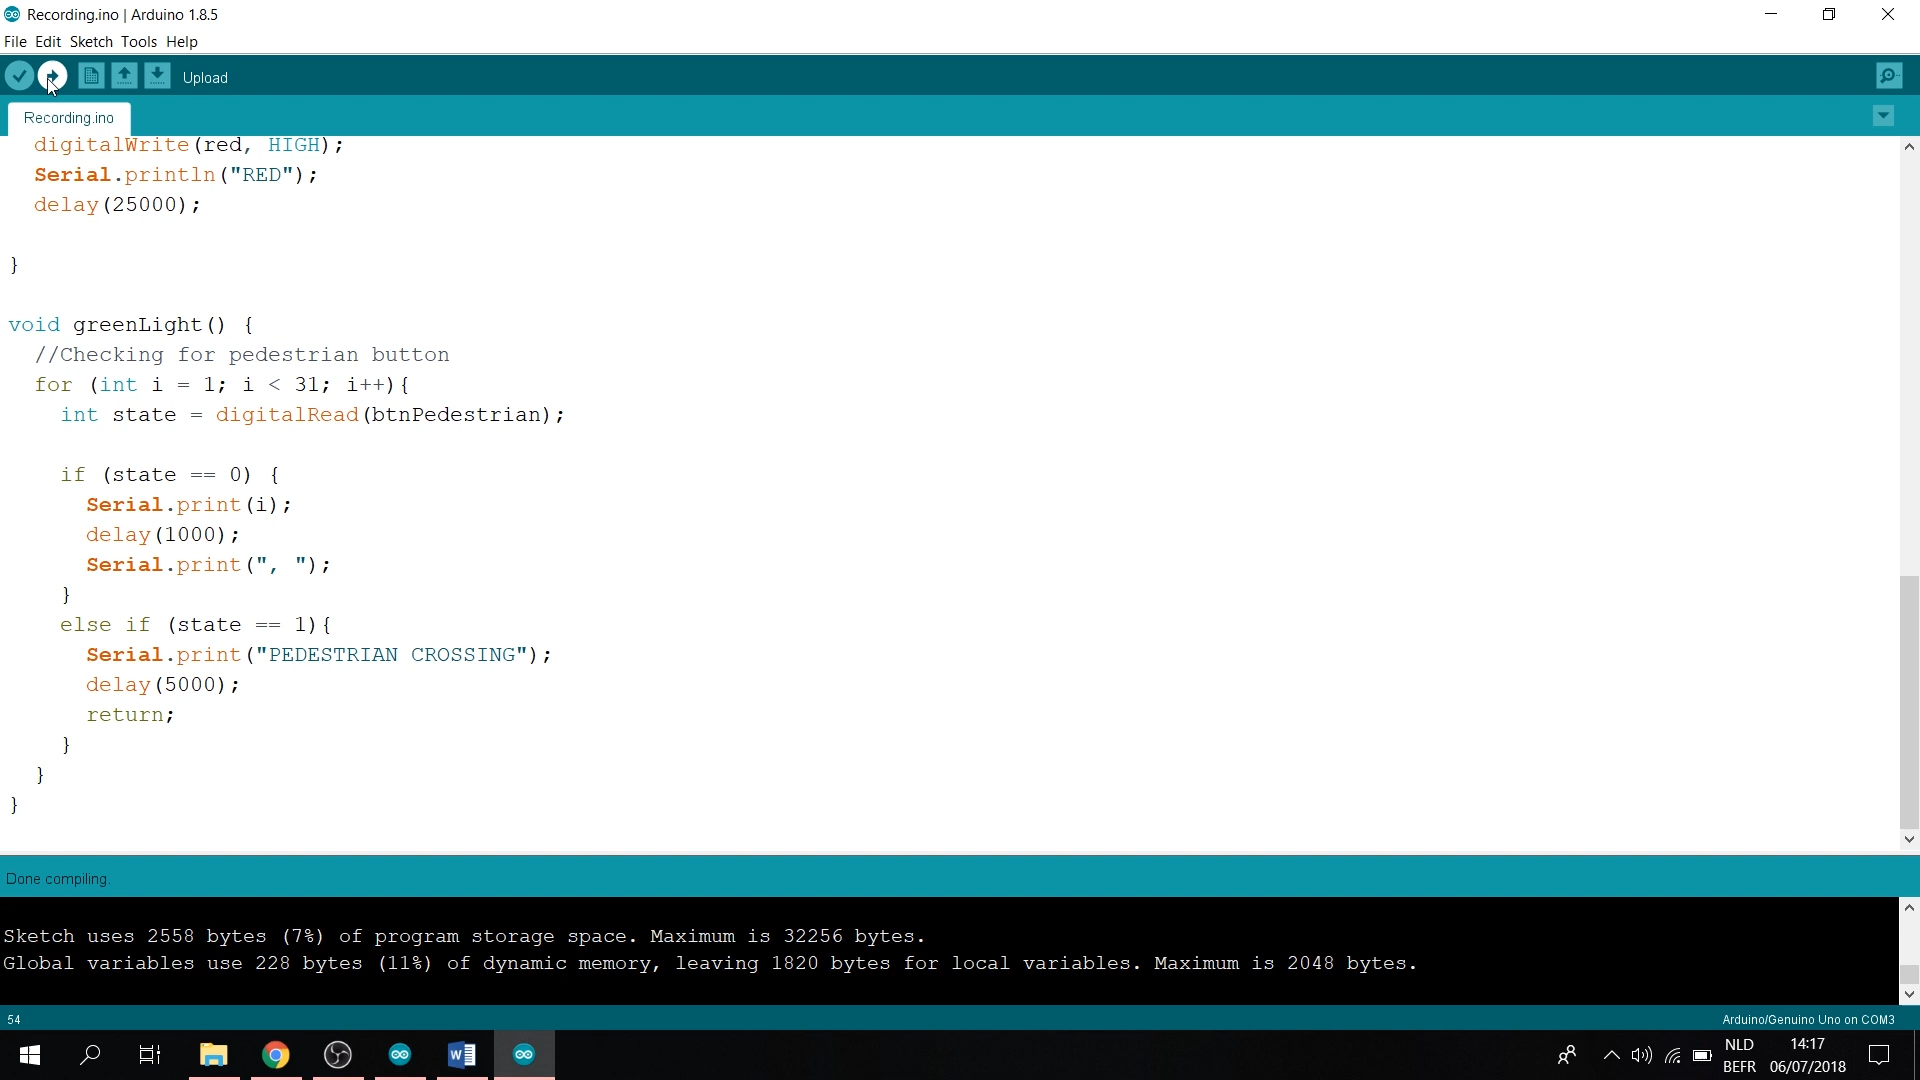 Recording.ino | Arduino 1.8.5
File Edit Sketch Tools Help
Upload
Recording.ino
digitalWrite(red, HIGH);
Serial.println("RED");
delay(25000);
}
void greenLight() {
//Checking for pedestrian button
for (int i = 1; i < 31; i++){
int state = digitalRead(btnPedestrian);
if (state == 0) {
Serial.print(i);
delay(1000);
Serial.print(", ");
}
else if (state == 1){
Serial.print("PEDESTRIAN CROSSING");
delay(5000);
return;
}
}
}
Done compiling.
Sketch uses 2558 bytes (7%) of program storage space. Maximum is 32256 bytes.
Global variables use 228 bytes (11%) of dynamic memory, leaving 1820 bytes for local variables. Maximum is 2048 bytes.
54
Arduino/Genuino Uno on COM3
NLD 14:17
BEFR 06/07/2018